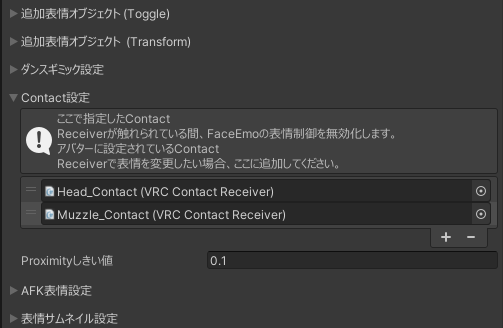 追加表情オブジェクト(Toggle)
追加表情オブジェクト (Transform)
ダンスギミック設定
Contact設定
ここで指定したContact
Receiverが触れられている間、FaceEmoの表情制御を無効化します。
アバターに設定されているContact
Receiverで表情を変更したい場合、ここに追加してください。
Head_Contact (VRC Contact Receiver)
Muzzle_Contact (VRC Contact Receiver)
+ −
Proximityしきい値 0.1
AFK表情設定
表情サムネイル設定